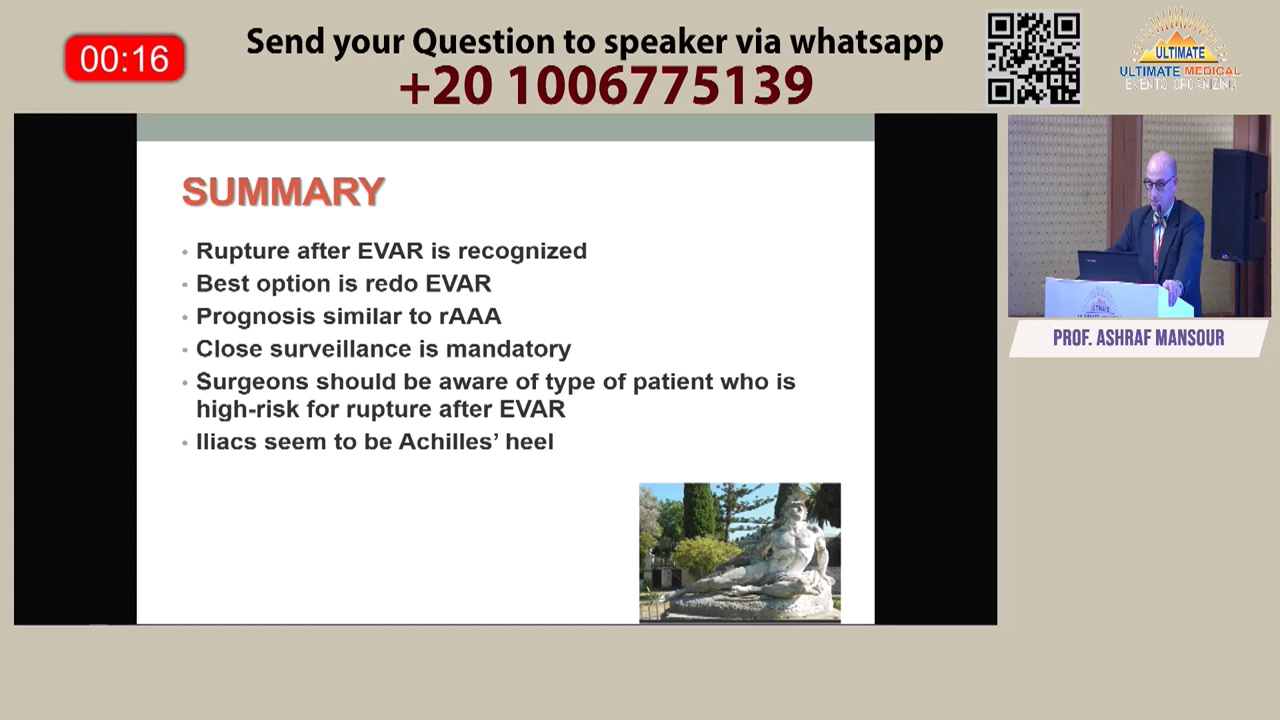 00:16
Send your Question to speaker via whatsapp
+20 1006775139
ULTIMATE
ULTIMATE MEDICAL
EVENTS ORGANIZING
SUMMARY
• Rupture after EVAR is recognized
• Best option is redo EVAR
• Prognosis similar to rAAA
• Close surveillance is mandatory
• Surgeons should be aware of type of patient who is
high-risk for rupture after EVAR
• Iliacs seem to be Achilles’ heel
PROF. ASHRAF MANSOUR